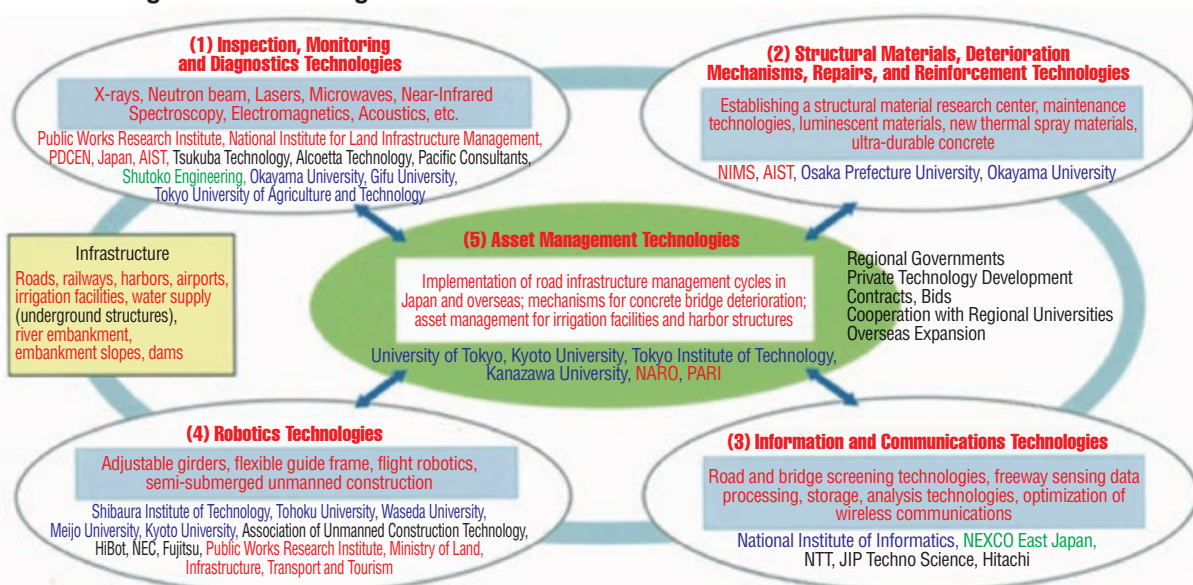 (1) Inspection, Monitoring
and Diagnostics Technologies
X-rays, Neutron beam, Lasers, Microwaves, Near-Infrared
Spectroscopy, Electromagnetics, Acoustics, etc.
Public Works Research Institute, National Institute for Land Infrastructure Management,
PDCEN, Japan, AIST, Tsukuba Technology, Alcoetta Technology, Pacific Consultants,
Shutoko Engineering, Okayama University, Gifu University,
Tokyo University of Agriculture and Technology
(2) Structural Materials, Deterioration
Mechanisms, Repairs, and Reinforcement Technologies
Establishing a structural material research center, maintenance
technologies, luminescent materials, new thermal spray materials,
ultra-durable concrete
NIMS, AIST, Osaka Prefecture University, Okayama University
Infrastructure
Roads, railways, harbors, airports,
irrigation facilities, water supply
(underground structures),
river embankment,
embankment slopes, dams
(5) Asset Management Technologies
Implementation of road infrastructure management cycles in
Japan and overseas; mechanisms for concrete bridge deterioration;
asset management for irrigation facilities and harbor structures
University of Tokyo, Kyoto University, Tokyo Institute of Technology,
Kanazawa University, NARO, PARI
Regional Governments
Private Technology Development
Contracts, Bids
Cooperation with Regional Universities
Overseas Expansion
(4) Robotics Technologies
Adjustable girders, flexible guide frame, flight robotics,
semi-submerged unmanned construction
Shibaura Institute of Technology, Tohoku University, Waseda University,
Meijo University, Kyoto University, Association of Unmanned Construction Technology,
HiBot, NEC, Fujitsu, Public Works Research Institute, Ministry of Land,
Infrastructure, Transport and Tourism
(3) Information and Communications Technologies
Road and bridge screening technologies, freeway sensing data
processing, storage, analysis technologies, optimization of
wireless communications
National Institute of Informatics, NEXCO East Japan,
NTT, JIP Techno Science, Hitachi